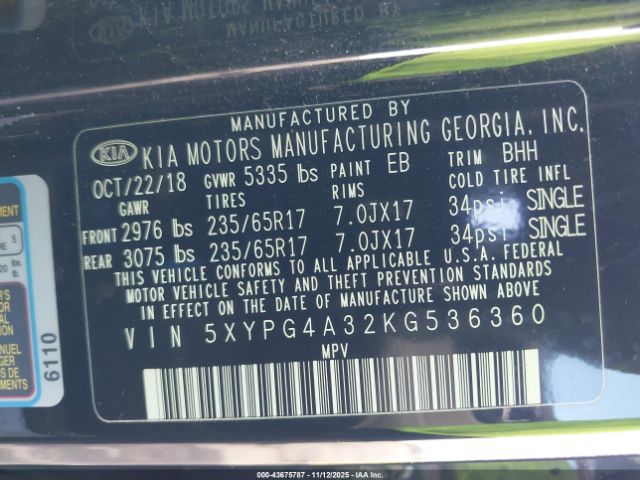 MANUFACTURED BY
KIA KIA MOTORS MANUFACTURING GEORGIA, INC.
OCT/22/18 GVWR 5335 lbs PAINT EB TRIM BHH
GAWR TIRES RIMS COLD TIRE INFL
FRONT 2976 lbs 235/65R17 7.0JX17 34psi SINGLE
REAR 3075 lbs 235/65R17 7.0JX17 34psi SINGLE
THIS VEHICLE CONFORMS TO ALL APPLICABLE U.S.A. FEDERAL
MOTOR VEHICLE SAFETY AND THEFT PREVENTION STANDARDS
IN EFFECT ON THE DATE OF MANUFACTURE SHOWN ABOVE
VIN 5XYPG4A32KG536360
MPV
6110
000-43675787 - 11/12/2025 - IAAI.COM